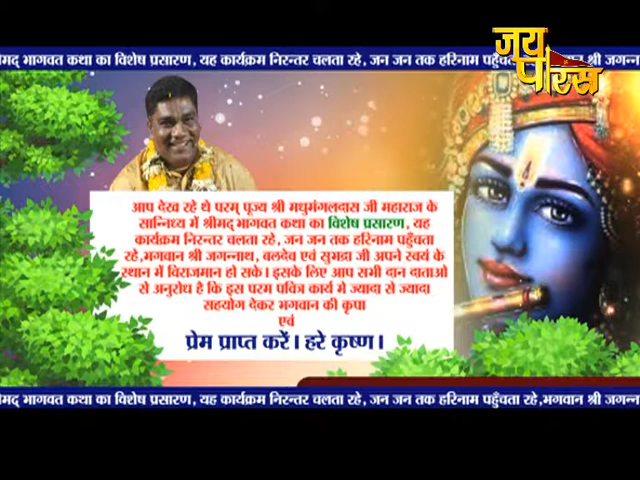 जय
पारस
मद् भागवत कथा का विशेष प्रसारण, यह कार्यक्रम निरन्तर चलता रहे, जन जन तक हरिनाम पहुँचता श्री जगन्न
आप देख रहे थे परम् पूज्य श्री मधुमंगलदास जी महाराज के
सान्निध्य में श्रीमद् भागवत कथा का विशेष प्रसारण, यह
कार्यक्रम निरन्तर चलता रहे, जन जन तक हरिनाम पहुँचता
रहे,भगवान श्री जगन्नाथ, बलदेव एवं सुभद्रा जी अपने स्वयं के
स्थान में विराजमान हो सके। इसके लिए आप सभी दान दाताओ
से अनुरोध है कि इस परम पवित्र कार्य मे ज्यादा से ज्यादा
सहयोग देकर भगवान की कृपा
एवं
प्रेम प्राप्त करें। हरे कृष्ण।
मद् भागवत कथा का विशेष प्रसारण, यह कार्यक्रम निरन्तर चलता रहे, जन जन तक हरिनाम पहुँचता रहे,भगवान श्री जगन्न